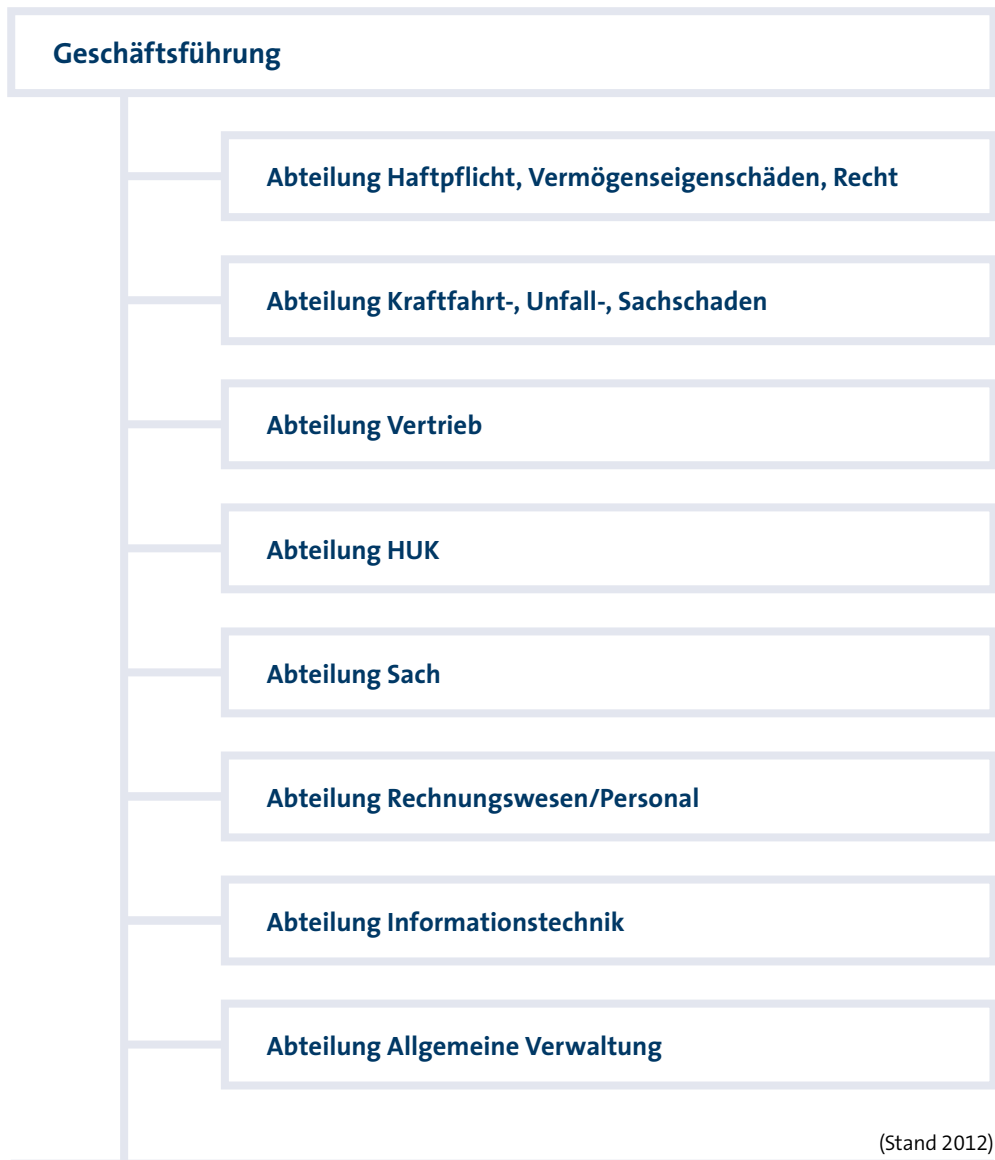 Geschäftsführung
Abteilung Haftpflicht, Vermögenseigenschäden, Recht
Abteilung Kraftfahrt-, Unfall-, Sachschaden
Abteilung Vertrieb
Abteilung HUK
Abteilung Sach
Abteilung Rechnungswesen/Personal
Abteilung Informationstechnik
Abteilung Allgemeine Verwaltung
(Stand 2012)